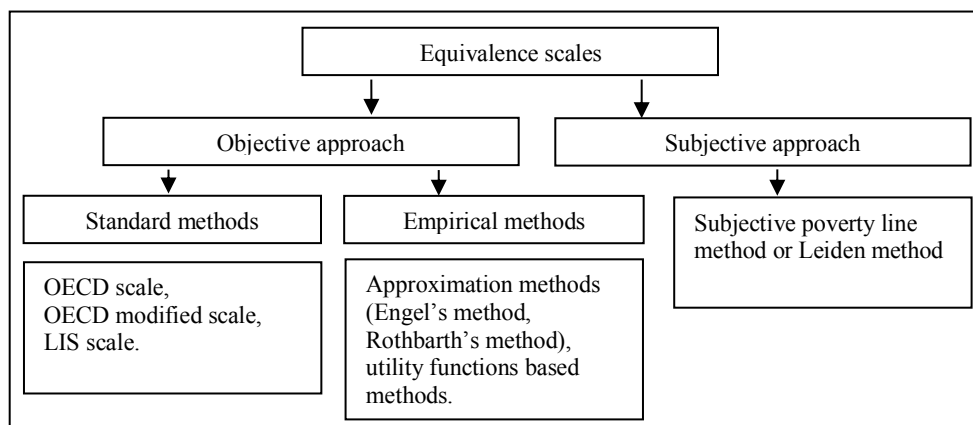 Equivalence scales
Objective approach
Subjective approach
Standard methods
Empirical methods
Subjective poverty line
method or Leiden method
OECD scale,
OECD modified scale,
LIS scale.
Approximation methods
(Engel’s method,
Rothbarth’s method),
utility functions based
methods.